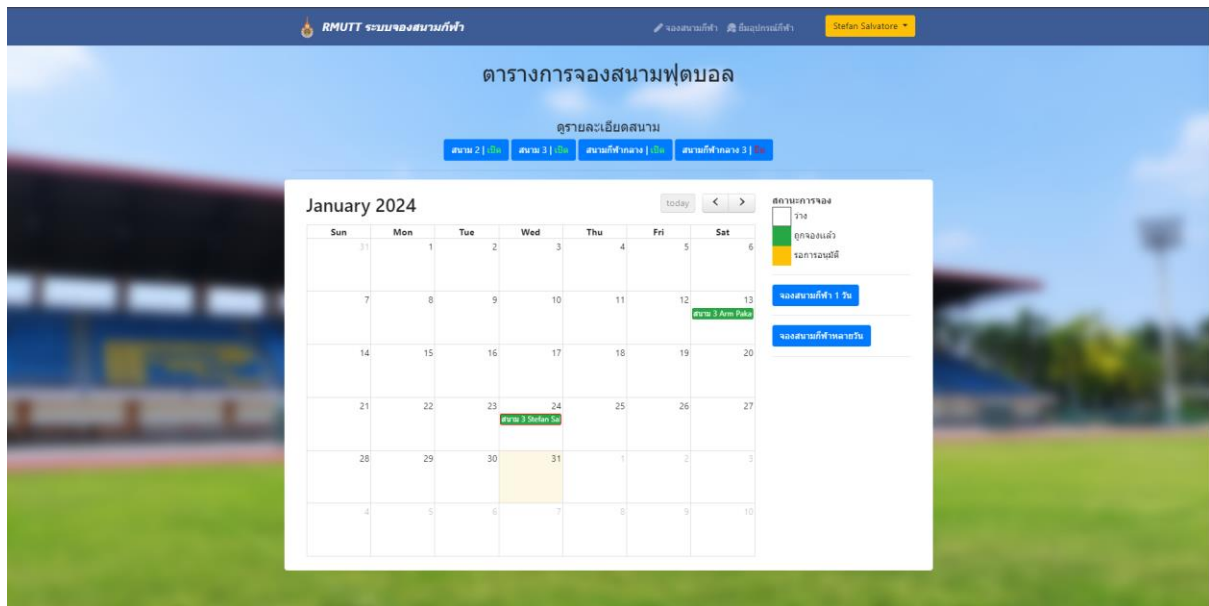 RMUTT ระบบจองสนามกีฬา
จองสนามกีฬา ยืมอุปกรณ์กีฬา Stefan Salvatore
ตารางการจองสนามฟุตบอล
ดูรายละเอียดสนาม
สนาม 2 | เปิด สนาม 3 | เปิด สนามกีฬากลาง | เปิด สนามกีฬากลาง 3 | ปิด
January 2024 today
Sun Mon Tue Wed Thu Fri Sat
31 1 2 3 4 5 6
7 8 9 10 11 12 13
สนาม 3 Arm Paka
14 15 16 17 18 19 20
21 22 23 24 25 26 27
สนาม 3 Stefan Sa
28 29 30 31 1 2 3
4 5 6 7 8 9 10
สถานะการจอง
ว่าง
ถูกจองแล้ว
รอการอนุมัติ
จองสนามกีฬา 1 วัน
จองสนามกีฬาหลายวัน